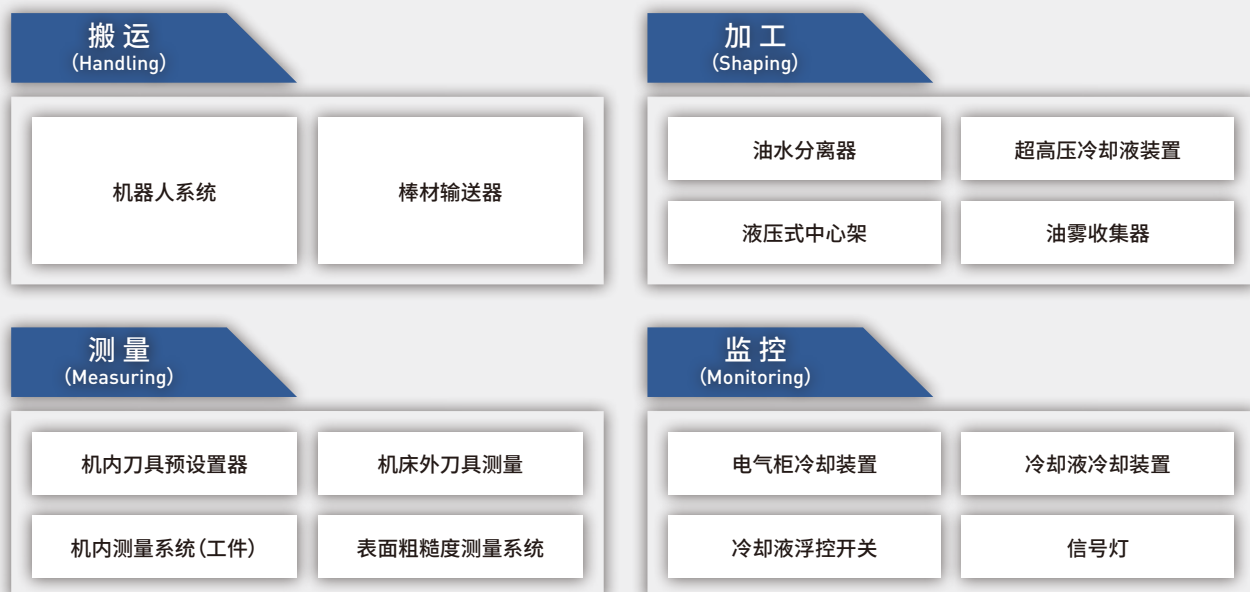 搬运
(Handling)
机器人系统
棒材输送器
加工
(Shaping)
油水分离器
超高压冷却液装置
液压式中心架
油雾收集器
测量
(Measuring)
机内刀具预设置器
机床外刀具测量
机内测量系统(工件)
表面粗糙度测量系统
监控
(Monitoring)
电气柜冷却装置
冷却液冷却装置
冷却液浮控开关
信号灯